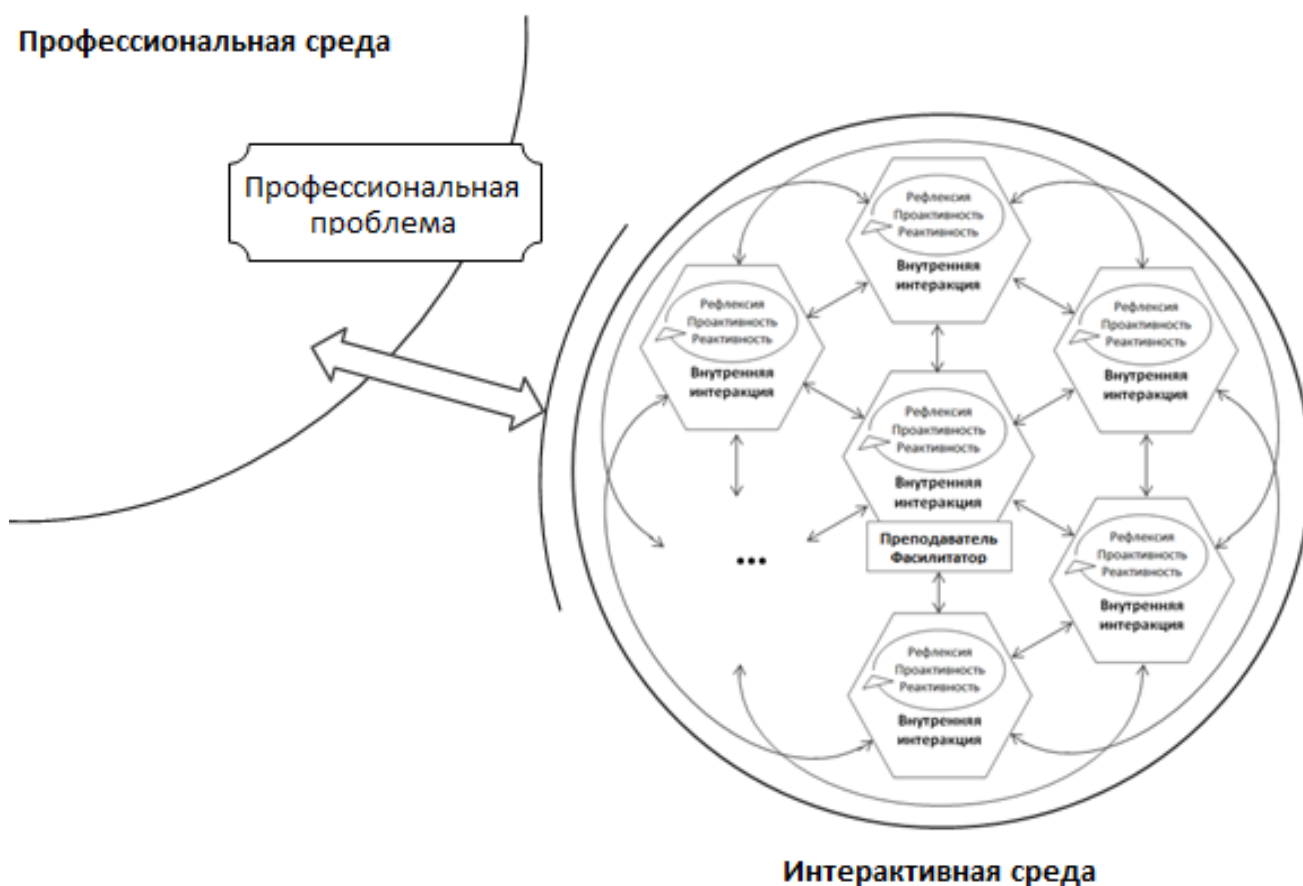 Профессиональная среда
Профессиональная
проблема
Рефлексия
Проактивность
Реактивность
Внутренняя
интеракция
Рефлексия
Проактивность
Реактивность
Внутренняя
интеракция
Рефлексия
Проактивность
Реактивность
Внутренняя
интеракция
Рефлексия
Проактивность
Реактивность
Внутренняя
интеракция
Преподаватель
Фасилитатор
...
Рефлексия
Проактивность
Реактивность
Внутренняя
интеракция
Рефлексия
Проактивность
Реактивность
Внутренняя
интеракция
Интерактивная среда